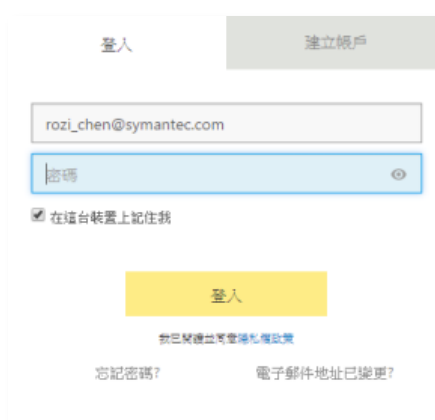 登入 建立帳戶
rozi_chen@symantec.com
密碼
在這台裝置上記住我
登入
我已閱讀並同意隱私權政策
忘記密碼? 電子郵件地址已變更?